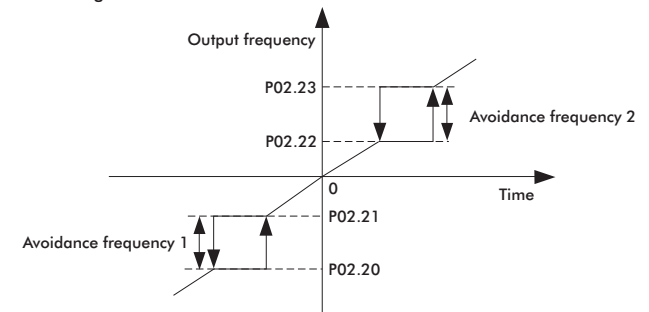 Output frequency
P02.23
Avoidance frequency 2
P02.22
0
Time
P02.21
Avoidance frequency 1
P02.20